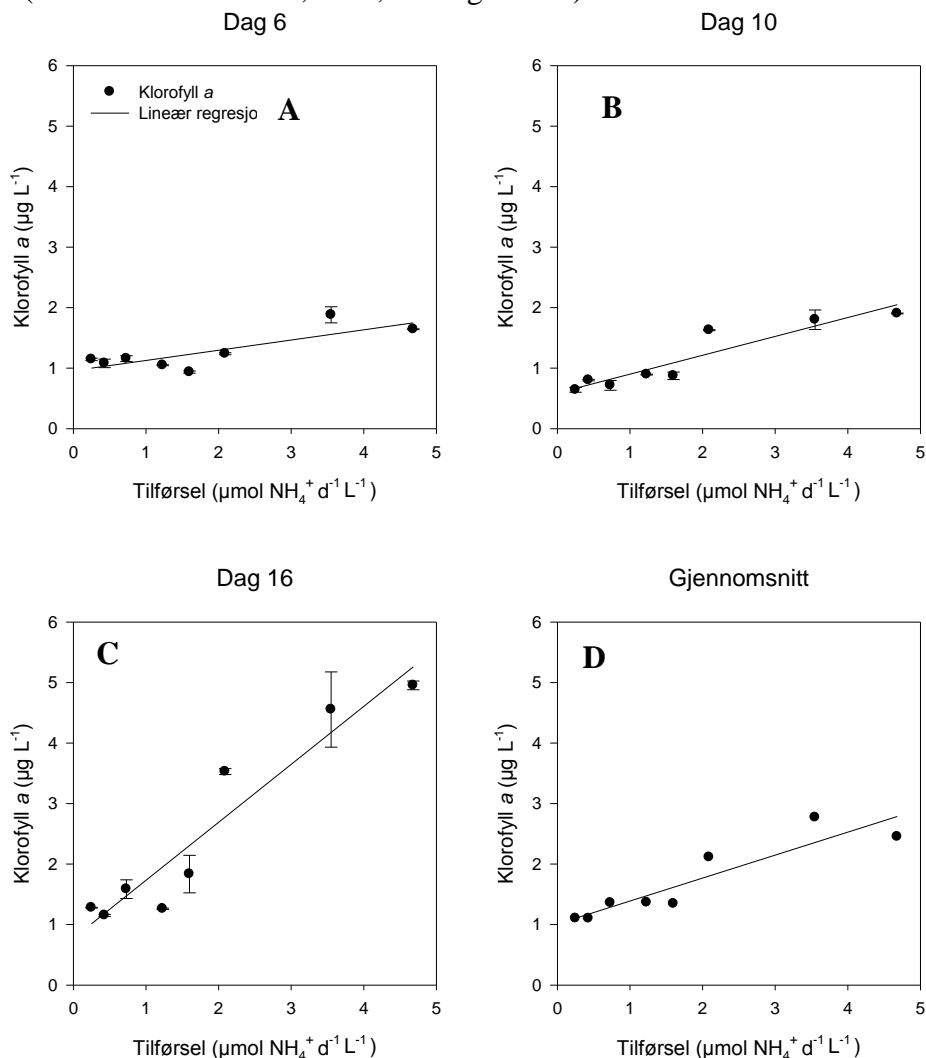 Dag 6
6
5
4
3
2
1
0
Klorofyll a (µg L⁻¹)
Klorofyll a
Lineær regresjo
A
0 1 2 3 4 5
Tilførsel (µmol NH₄⁺ d⁻¹ L⁻¹)
Dag 10
6
5
4
3
2
1
0
Klorofyll a (µg L⁻¹)
B
0 1 2 3 4 5
Tilførsel (µmol NH₄⁺ d⁻¹ L⁻¹)
Dag 16
6
5
4
3
2
1
0
Klorofyll a (µg L⁻¹)
C
0 1 2 3 4 5
Tilførsel (µmol NH₄⁺ d⁻¹ L⁻¹)
Gjennomsnitt
6
5
4
3
2
1
0
Klorofyll a (µg L⁻¹)
D
0 1 2 3 4 5
Tilførsel (µmol NH₄⁺ d⁻¹ L⁻¹)